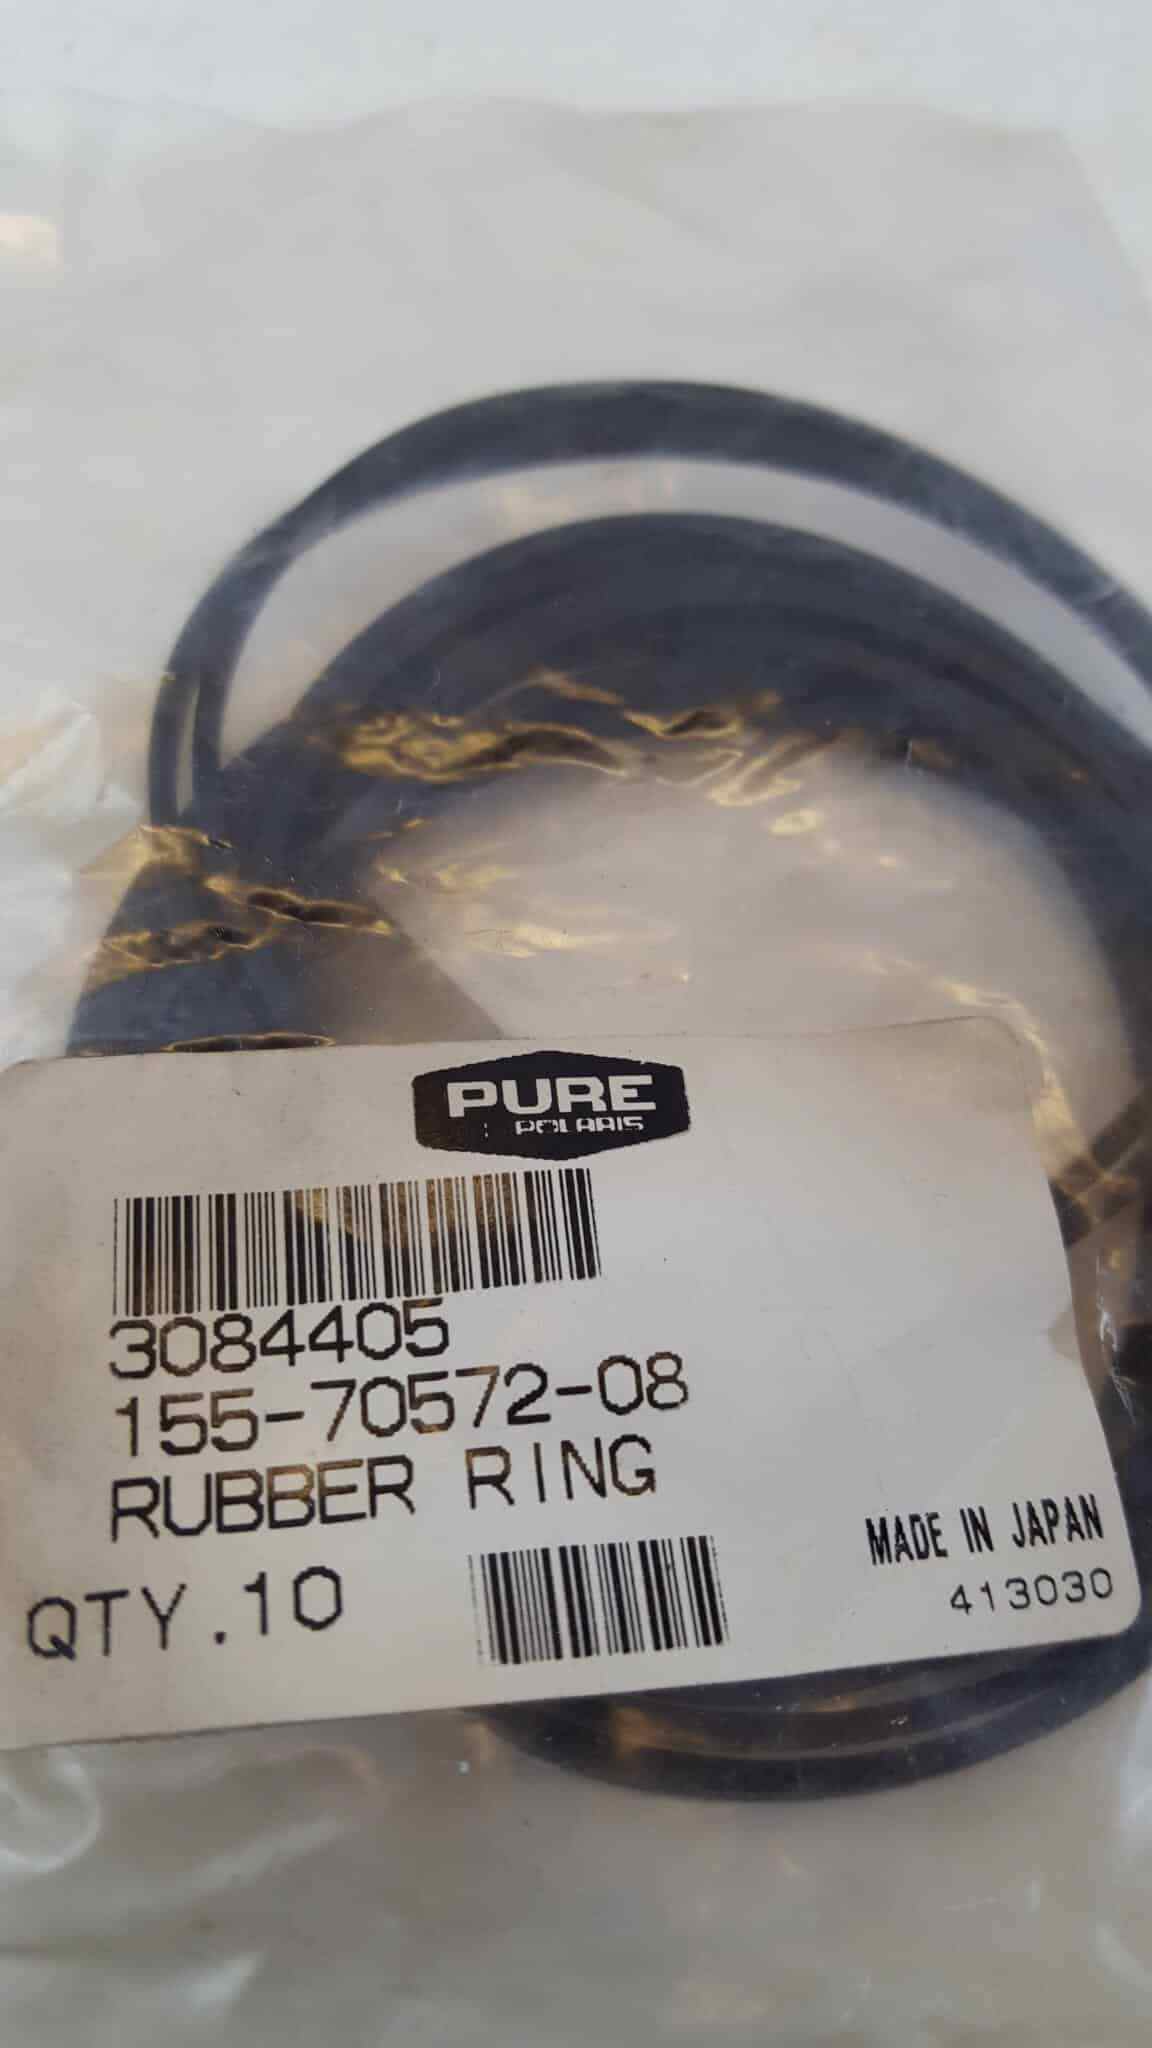 PURE
POLARIS
3084405
155-70572-08
RUBBER RING
QTY.10
MADE IN JAPAN
413030